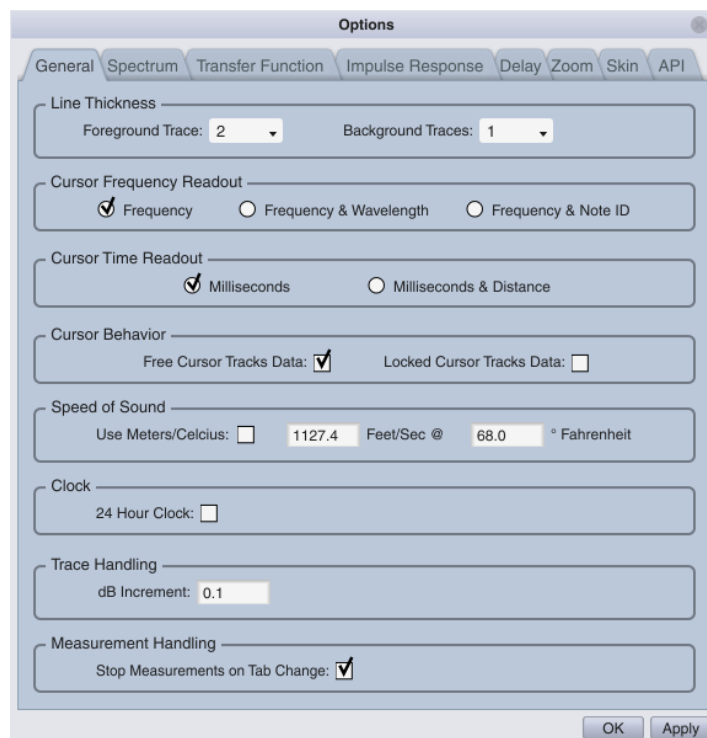 Options
General Spectrum Transfer Function Impulse Response Delay Zoom Skin API
Line Thickness
Foreground Trace: 2 Background Traces: 1
Cursor Frequency Readout
Frequency Frequency & Wavelength Frequency & Note ID
Cursor Time Readout
Milliseconds Milliseconds & Distance
Cursor Behavior
Free Cursor Tracks Data: Locked Cursor Tracks Data:
Speed of Sound
Use Meters/Celcius: 1127.4 Feet/Sec @ 68.0 ° Fahrenheit
Clock
24 Hour Clock:
Trace Handling
dB Increment: 0.1
Measurement Handling
Stop Measurements on Tab Change:
OK Apply